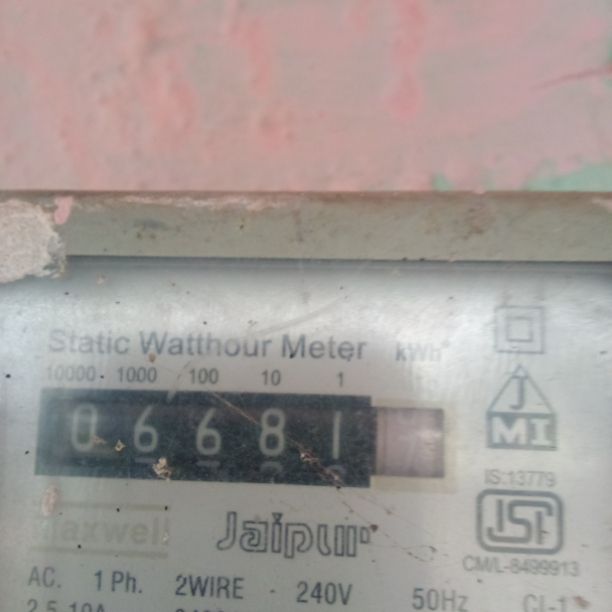 Static Watthour Meter kWh
10000 1000 100 10 1
0 6 6 8 1
J
MI
IS:13779
ISI
maxwell Jaipur
CM/L-8499913
AC. 1 Ph. 2WIRE - 240V 50Hz